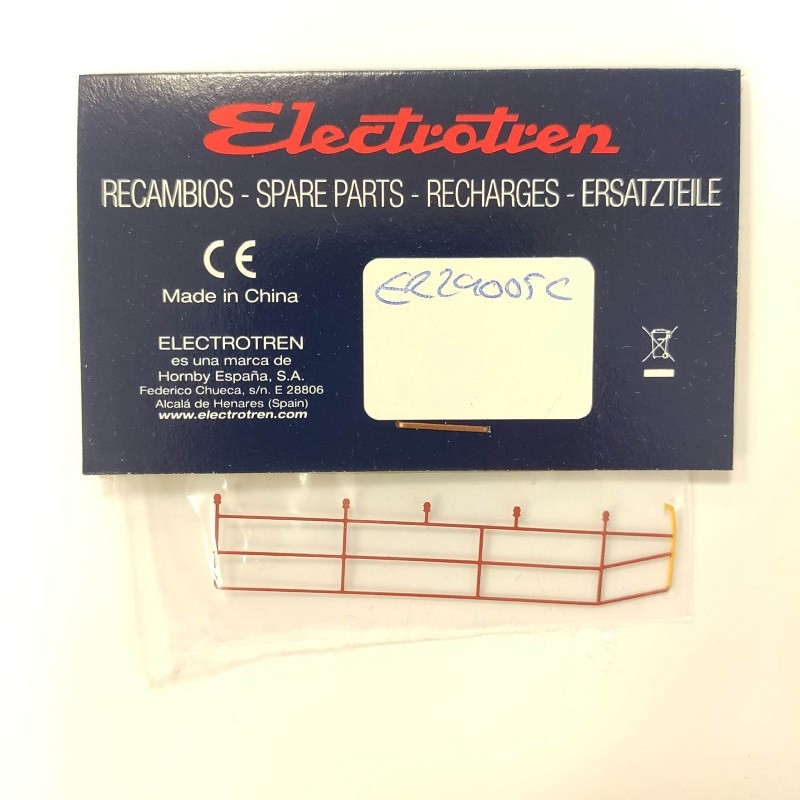 Electrotren
RECAMBIOS - SPARE PARTS - RECHARGES - ERSATZTEILE
CE
Made in China
ELECTROTREN
es una marca de
Hornby España, S.A.
Federico Chueca, s/n. E 28806
Alcalá de Henares (Spain)
www.electrotren.com
ER29005C